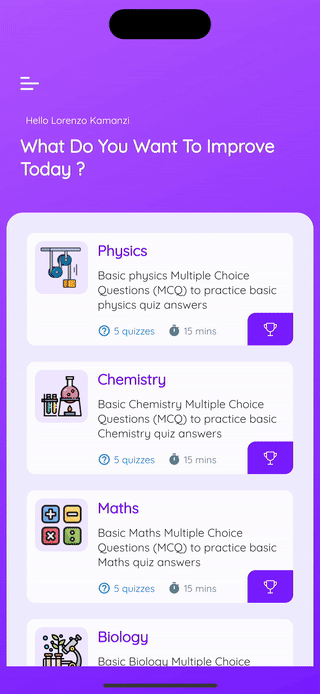 Hello Lorenzo Kamanzi
What Do You Want To Improve
Today ?
Physics
Basic physics Multiple Choice
Questions (MCQ) to practice basic
physics quiz answers
5 quizzes 15 mins
Chemistry
Basic Chemistry Multiple Choice
Questions (MCQ) to practice basic
Chemistry quiz answers
5 quizzes 15 mins
Maths
Basic Maths Multiple Choice
Questions (MCQ) to practice basic
Maths quiz answers
5 quizzes 15 mins
Biology
Basic Biology Multiple Choice